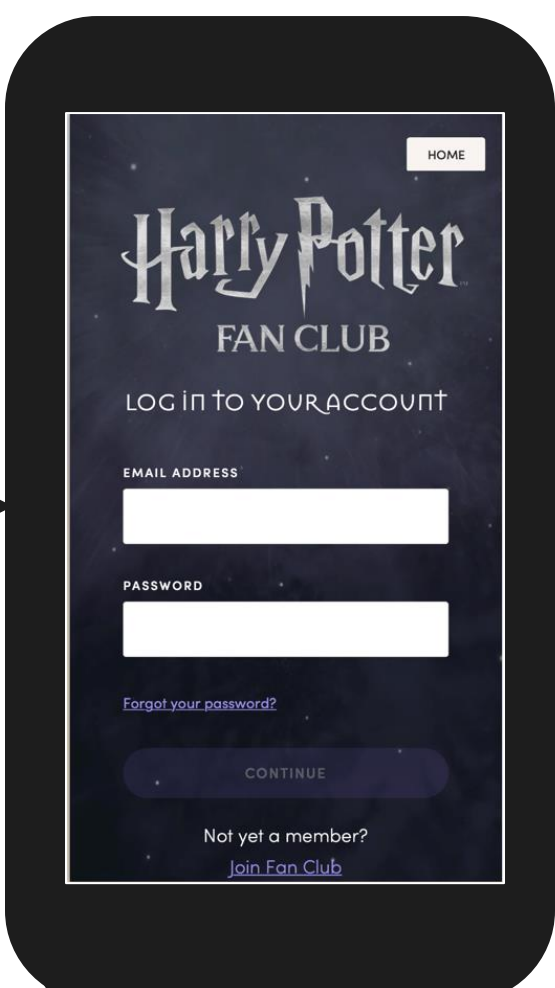 HOME
Harry Potter
FAN CLUB
LOG in TO YOUR ACCOUNT
EMAIL ADDRESS
PASSWORD
Forgot your password?
CONTINUE
Not yet a member?
Join Fan Club